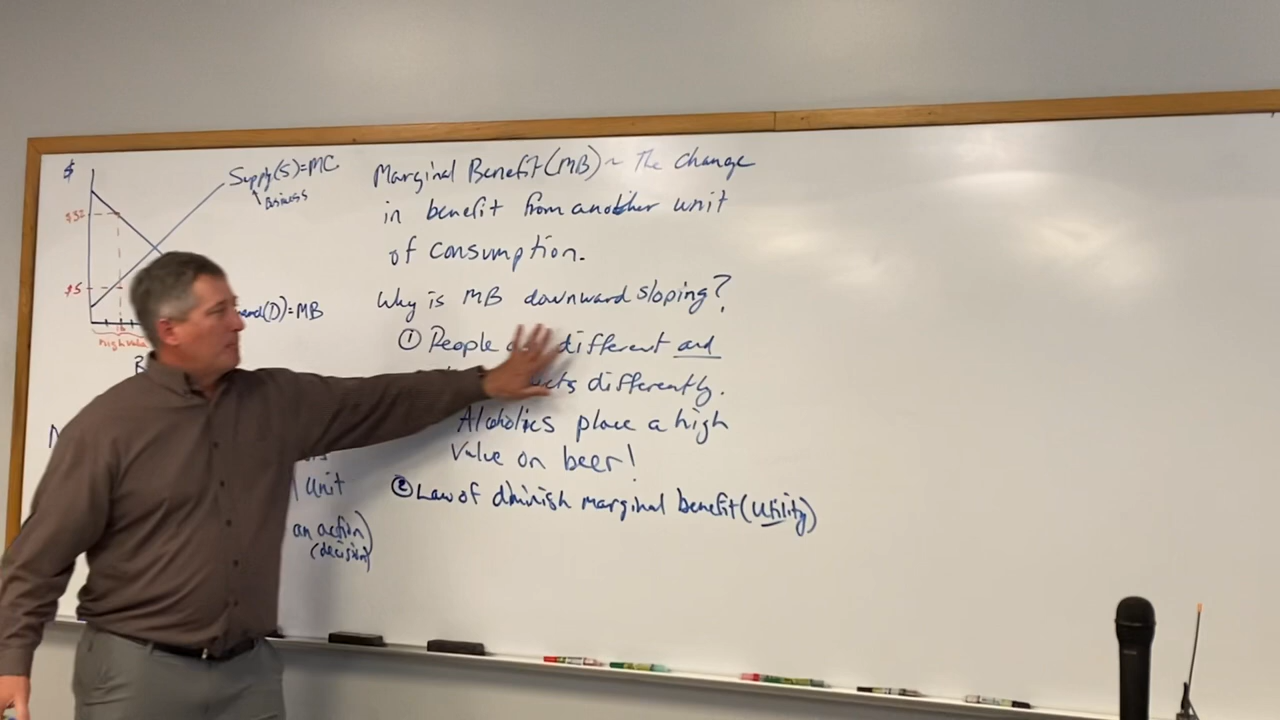 $
Supply(S)=MC
Business
$5
D)=MB
High Value
unit
an action)
(decision)
Marginal Benefit(MB)~ The change
in benefit from another unit
of consumption.
Why is MB downward sloping?
① People different and
differently.
Alcoholics place a high
Value on beer!
② Law of diminish marginal benefit(utility)